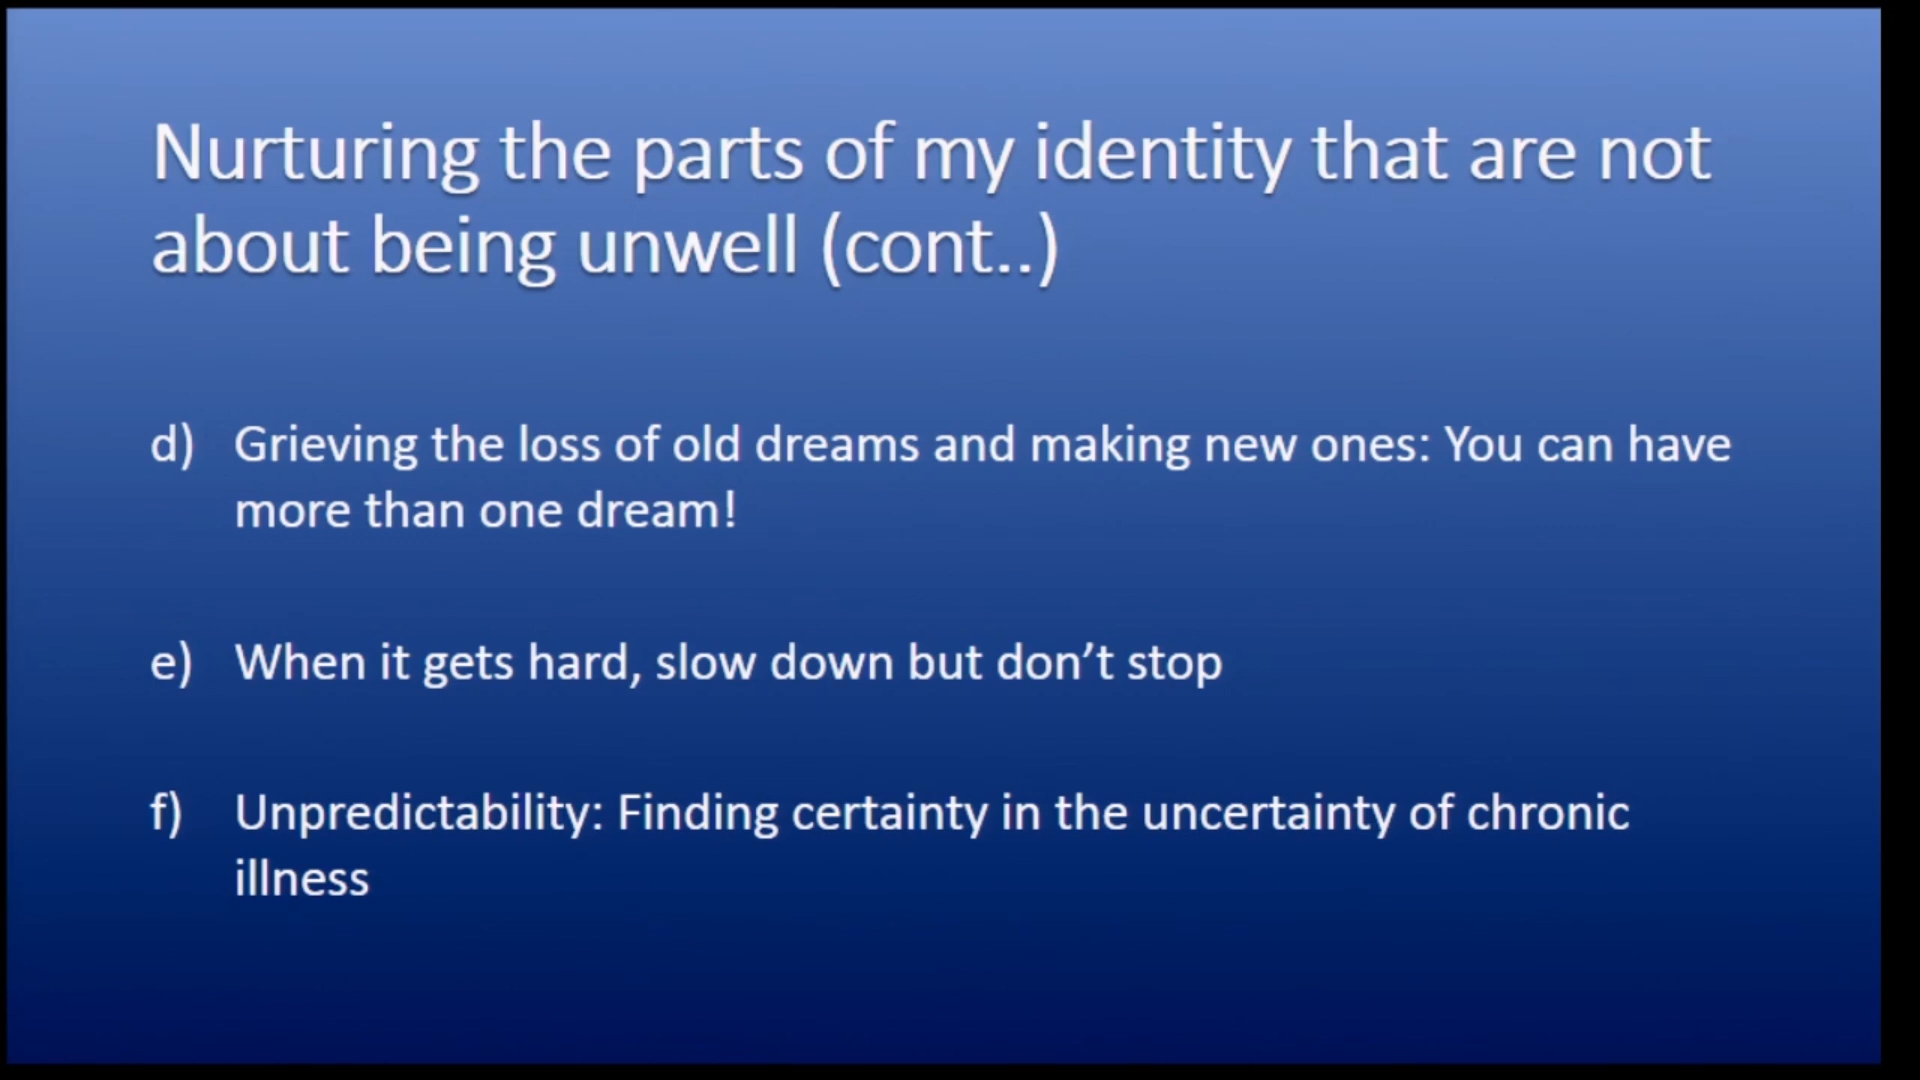 Nurturing the parts of my identity that are not
about being unwell (cont..)
d) Grieving the loss of old dreams and making new ones: You can have
more than one dream!
e) When it gets hard, slow down but don’t stop
f) Unpredictability: Finding certainty in the uncertainty of chronic
illness